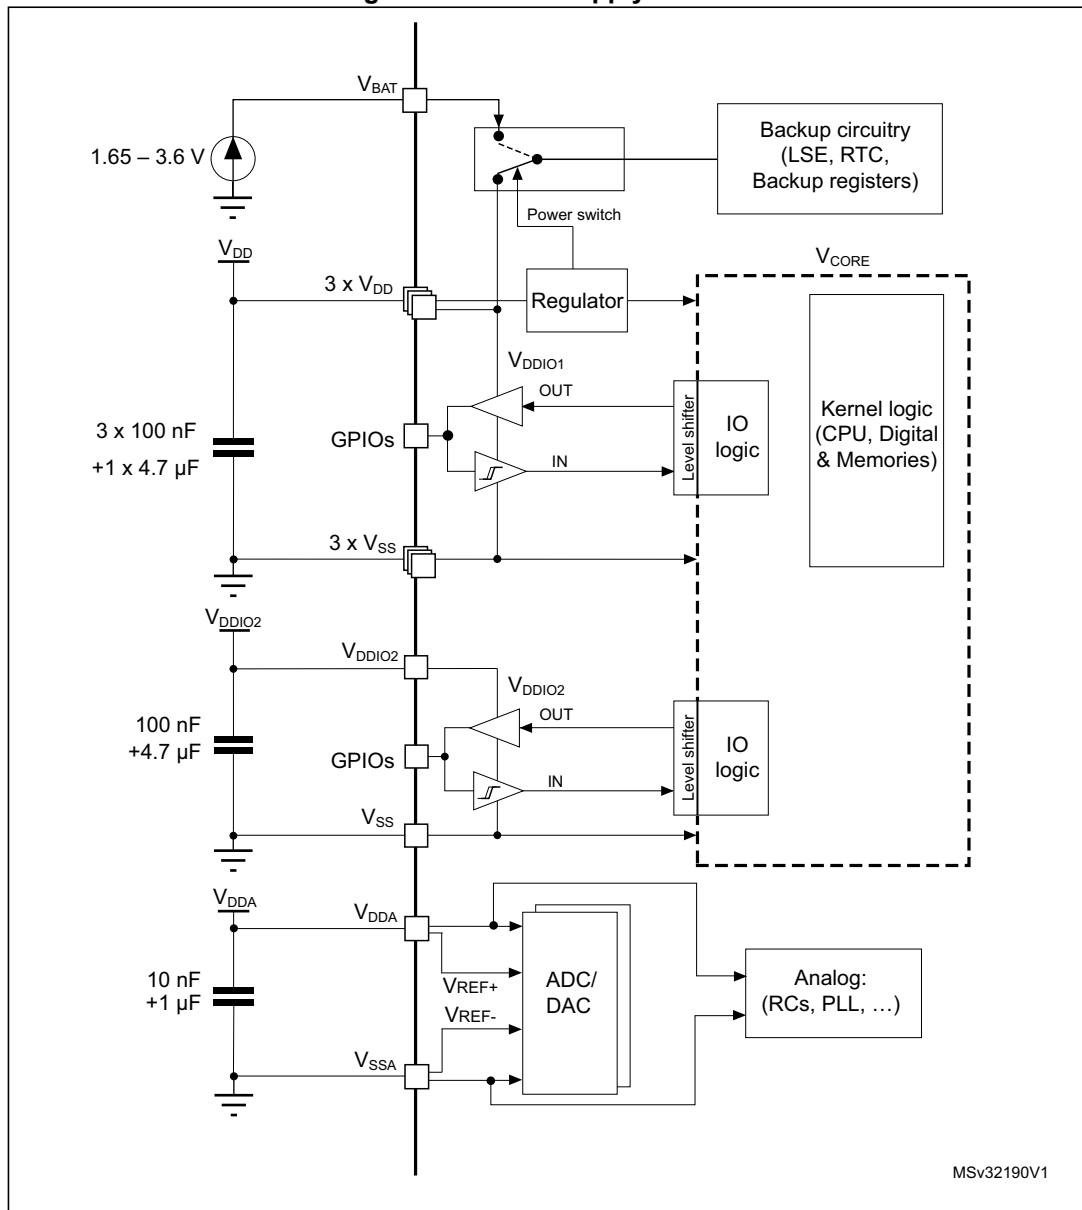 VBAT
1.65 – 3.6 V
Backup circuitry
(LSE, RTC,
Backup registers)
Power switch
VDD
3 x VDD
Regulator
VCORE
VDDIO1
OUT
GPIOs
IN
Level shifter
IO
logic
Kernel logic
(CPU, Digital
& Memories)
3 x 100 nF
+1 x 4.7 μF
3 x VSS
VDDIO2
VDDIO2
VDDIO2
OUT
GPIOs
IN
Level shifter
IO
logic
100 nF
+4.7 μF
VSS
VDDA
VDDA
VREF+
VREF-
ADC/
DAC
Analog:
(RCs, PLL, …)
10 nF
+1 μF
VSSA
MSv32190V1